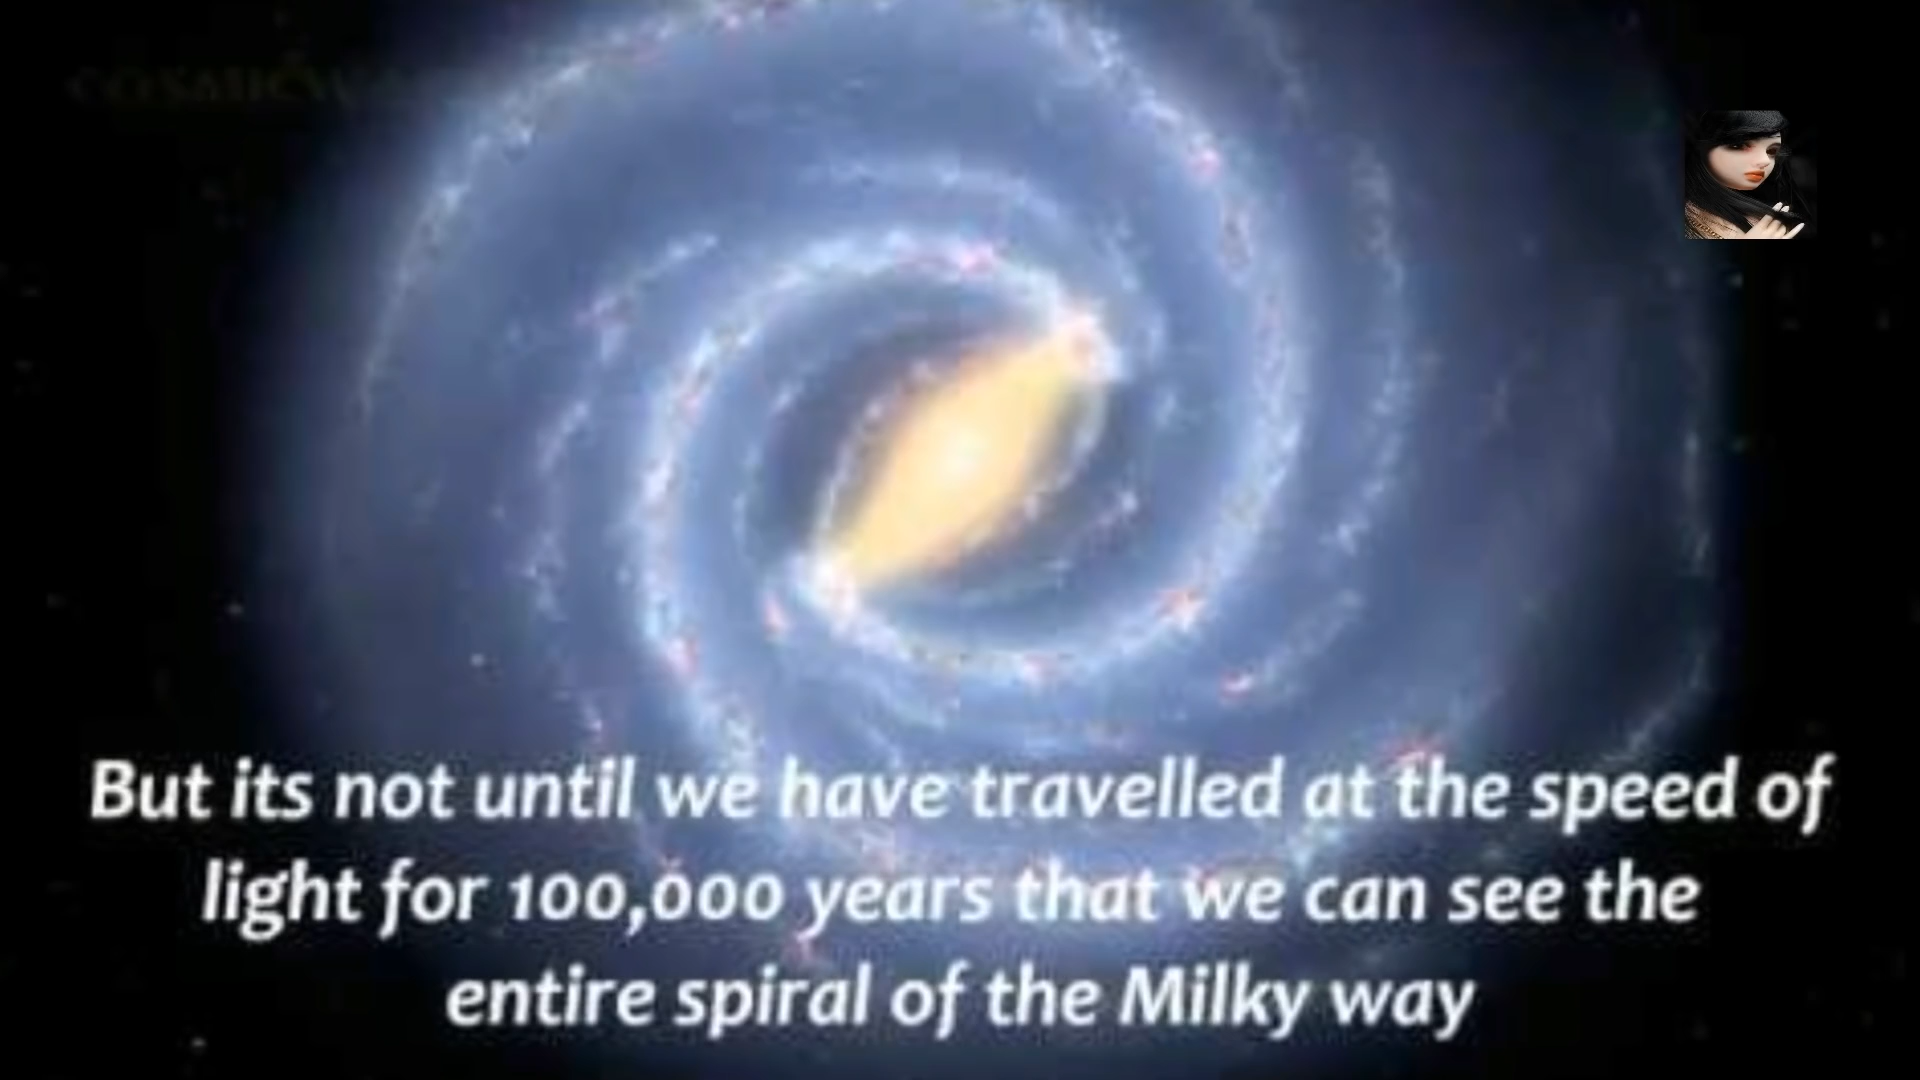 But its not until we have travelled at the speed of
light for 100,000 years that we can see the
entire spiral of the Milky way